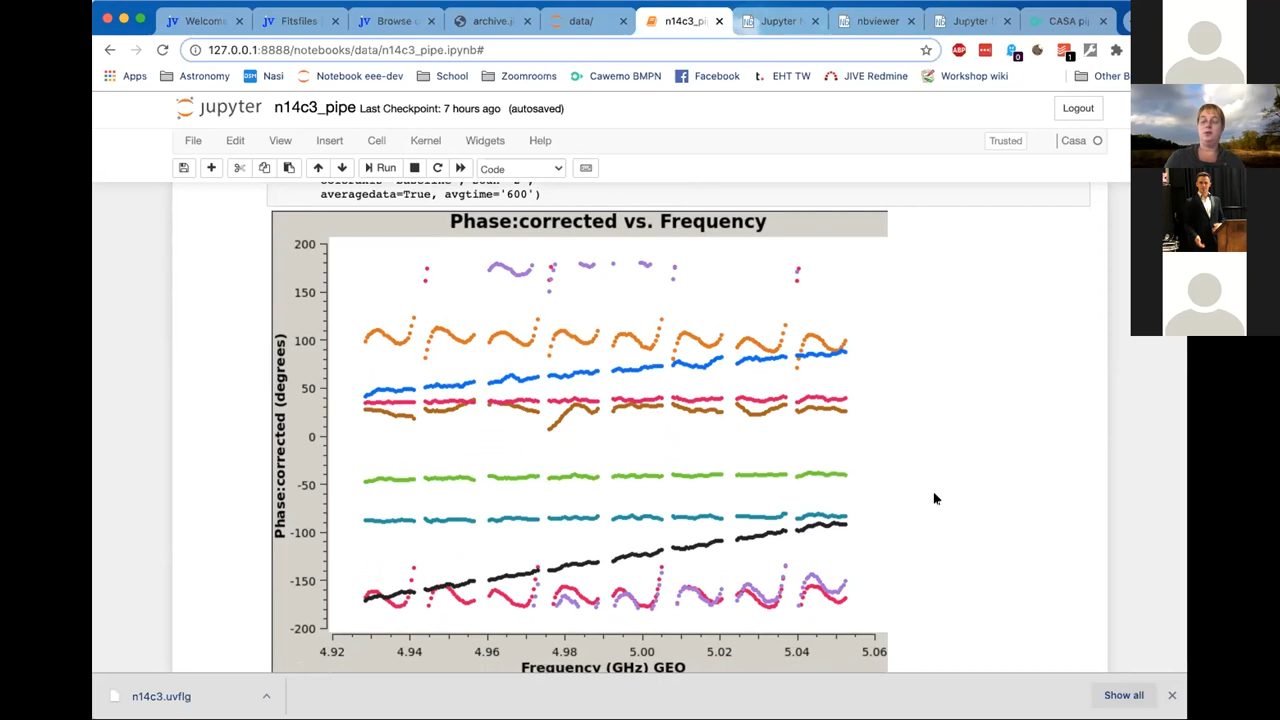 Welcome
Fitsfiles
Browse
archive.
data/
n14c3_pi
Jupyter
nbviewer
Jupyter
CASA pi
127.0.0.1:8888/notebooks/data/n14c3_pipe.ipynb#
Apps Astronomy Nasi Notebook eee-dev School Zoomrooms Cawemo BMPN Facebook EHT TW JIVE Redmine Workshop wiki Other B
jupyter n14c3_pipe Last Checkpoint: 7 hours ago (autosaved) Logout
File Edit View Insert Cell Kernel Widgets Help Trusted Casa
Run Code
averagedata=True, avgtime='600')
Phase:corrected vs. Frequency
Phase:corrected (degrees)
200
150
100
50
0
-50
-100
-150
-200
4.92 4.94 4.96 4.98 5.00 5.02 5.04 5.06
Frequency (GHz) GEO
n14c3.uvflg Show all